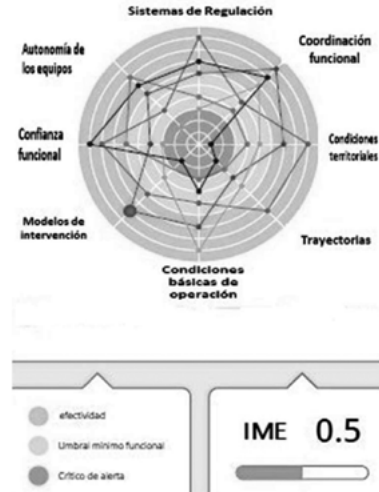 Sistemas de Regulación
Autonomía de
los equipos
Coordinación
funcional
Confianza
funcional
Condiciones
territoriales
Modelos de
intervención
Trayectorias
Condiciones
básicas de
operación
efectividad
Umbral mínimo funcional
Crítico de alerta
IME 0.5